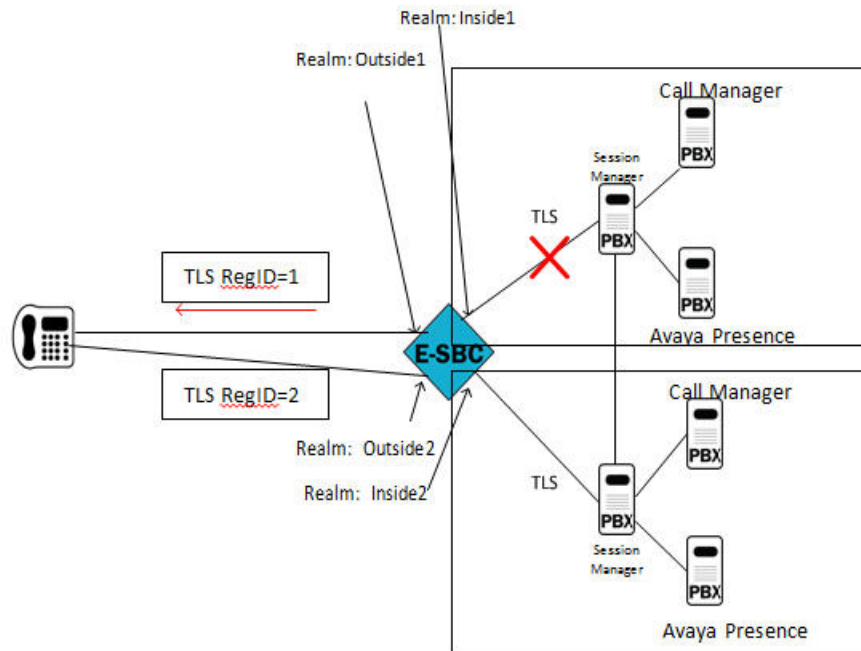 Realm: Inside1
Realm: Outside1
Call Manager
PBX
Session
Manager
PBX
TLS
PBX
Avaya Presence
TLS RegID=1
E-SBC
TLS RegID=2
Call Manager
PBX
Realm: Outside2
Realm: Inside2
TLS
PBX
Session
Manager
PBX
Avaya Presence